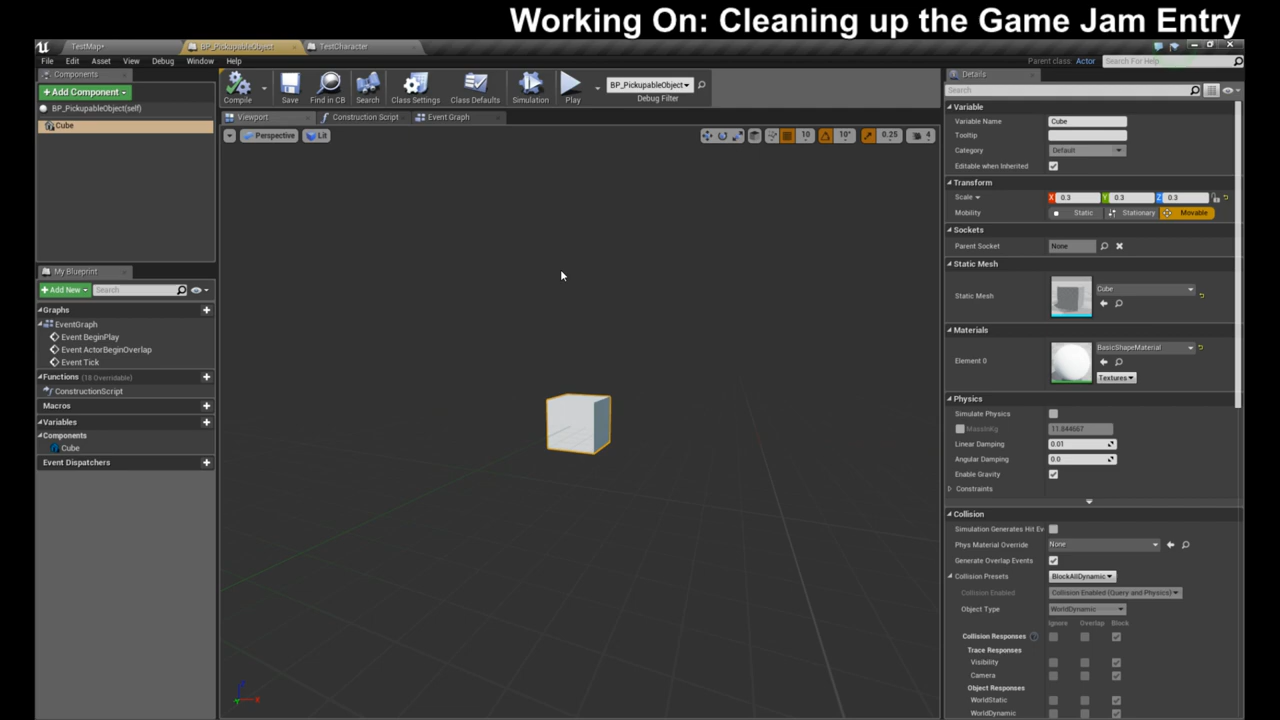 Working On: Cleaning up the Game Jam Entry
TestMap*
BP_PickupableObject
TestCharacter
File Edit Asset View Debug Window Help
Parent class: Actor
Search For Help
Components
+Add Component
BP_PickupableObject(self)
Cube
Compile
Save
Find in CB
Search
Class Settings
Class Defaults
Simulation
Play
BP_PickupableObject
Debug Filter
Viewport
Construction Script
Event Graph
Perspective
Lit
10
10°
0.25
4
My Blueprint
+Add New
Search
Graphs
EventGraph
Event BeginPlay
Event ActorBeginOverlap
Event Tick
Functions (18 Overridable)
ConstructionScript
Macros
Variables
Components
Cube
Event Dispatchers
Details
Search
Variable
Variable Name Cube
Tooltip
Category Default
Editable when Inherited
Transform
Scale X 0.3 Y 0.3 Z 0.3
Mobility Static Stationary Movable
Sockets
Parent Socket None
Static Mesh
Static Mesh Cube
Materials
Element 0 BasicShapeMaterial
Textures
Physics
Simulate Physics
MassInKg 11.844667
Linear Damping 0.01
Angular Damping 0.0
Enable Gravity
Constraints
Collision
Simulation Generates Hit Ev
Phys Material Override None
Generate Overlap Events
Collision Presets BlockAllDynamic
Collision Enabled Collision Enabled (Query and Physics)
Object Type WorldDynamic
Ignore Overlap Block
Collision Responses
Trace Responses
Visibility
Camera
Object Responses
WorldStatic
WorldDynamic